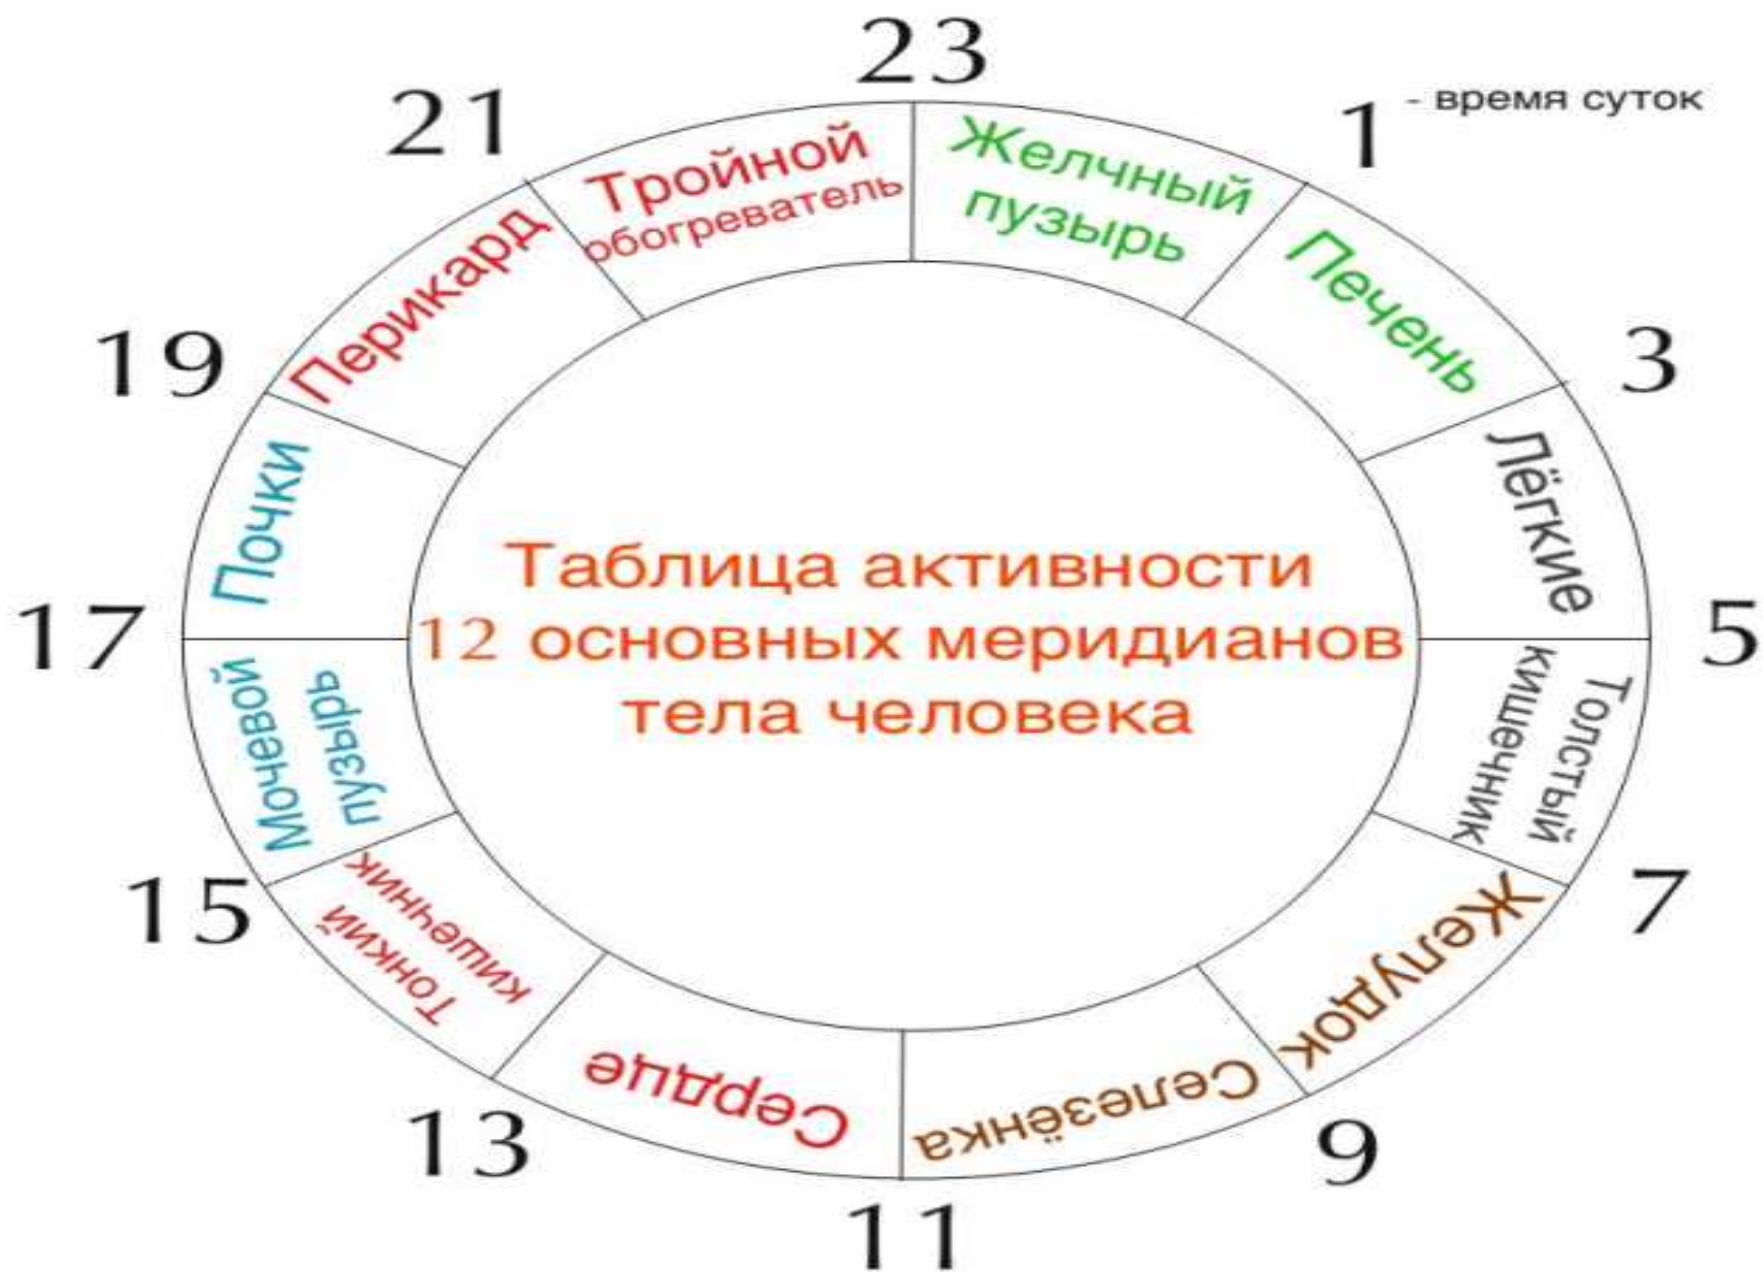 23
1 - время суток
21
Тройной
обогреватель
Желчный
пузырь
Перикард
Печень
19
3
Почки
Лёгкие
Таблица активности
12 основных меридианов
тела человека
17
5
Мочевой
пузырь
Толстый
кишечник
15
7
Тонкий
кишечник
Желудок
Сердце
Селезёнка
13
9
11